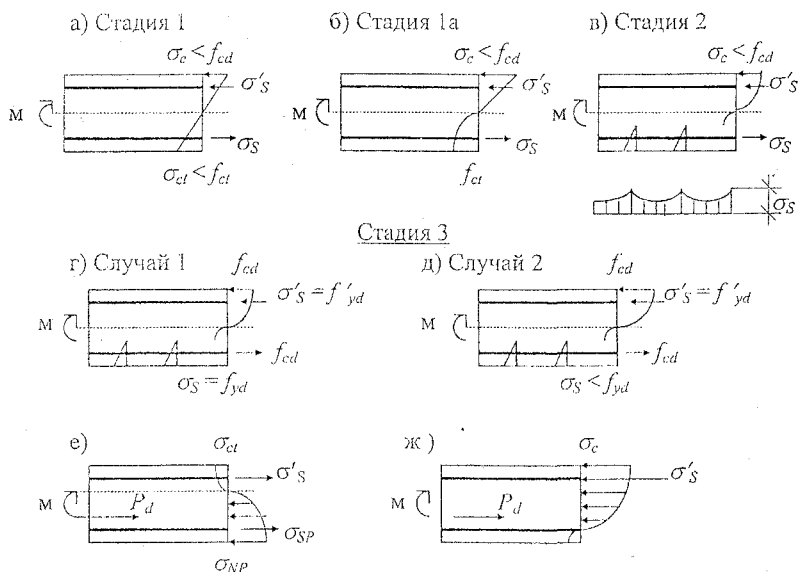 а) Стадия 1
б) Стадия 1а
в) Стадия 2
σc < fcd
σc < fcd
σc < fcd
σ'S
σ'S
σ'S
М
М
М
σS
σS
σS
σct < fct
fct
σS
Стадия 3
г) Случай 1
fcd
д) Случай 2
fcd
σ'S = f'yd
σ'S = f'yd
М
М
fcd
fcd
σS = fyd
σS < fyd
е)
σct
ж)
σc
σ'S
σ'S
М
Pd
М
Pd
σSP
σNP